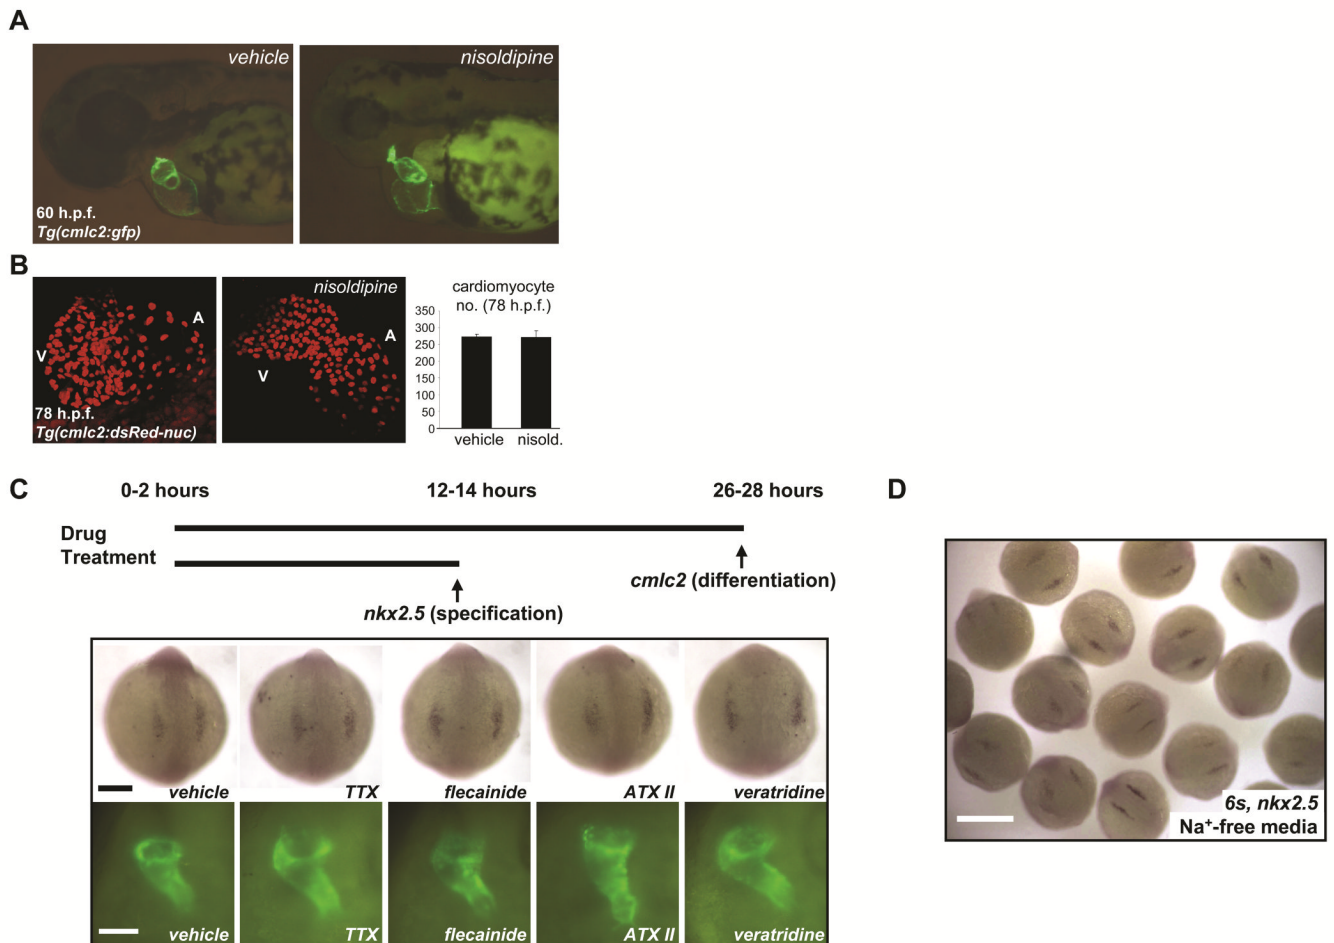 A
vehicle
nisoldipine
60 h.p.f.
Tg(cmlc2:gfp)
B
nisoldipine
A
V
78 h.p.f.
Tg(cmlc2:dsRed-nuc)
A
V
cardiomyocyte
no. (78 h.p.f.)
350
300
250
200
150
100
50
0
vehicle
nisold.
C
0-2 hours
12-14 hours
26-28 hours
Drug
Treatment
cmlc2 (differentiation)
nkx2.5 (specification)
vehicle
TTX
flecainide
ATX II
veratridine
vehicle
TTX
flecainide
ATX II
veratridine
D
6s, nkx2.5
Na⁺-free media